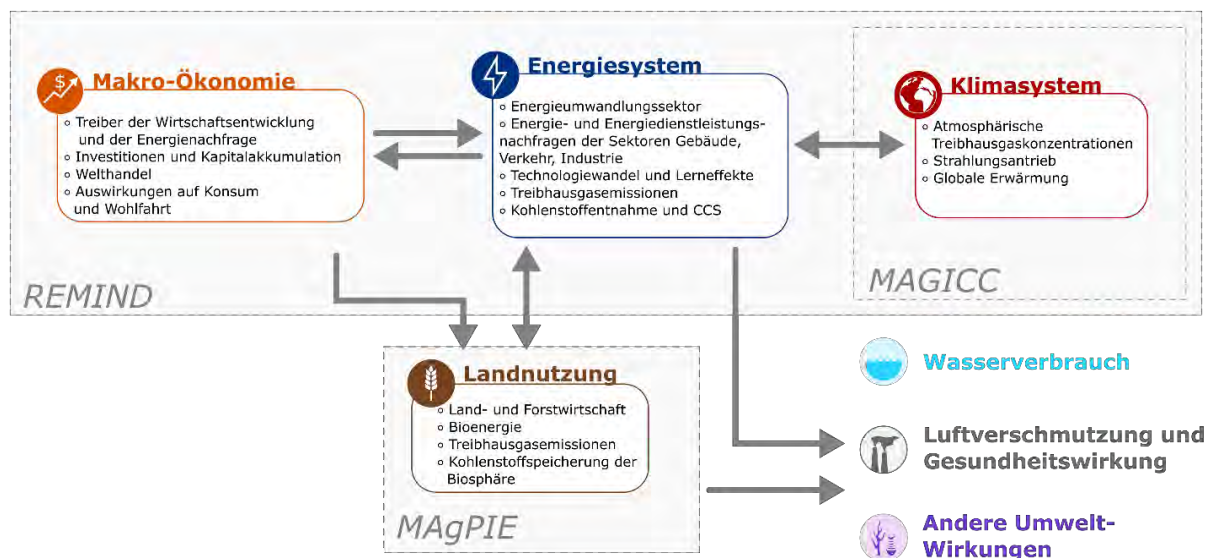 Makro-Ökonomie
◦ Treiber der Wirtschaftsentwicklung
und der Energienachfrage
◦ Investitionen und Kapitalakkumulation
◦ Welthandel
◦ Auswirkungen auf Konsum
und Wohlfahrt
Energiesystem
◦ Energieumwandlungssektor
◦ Energie- und Energiedienstleistungs-
nachfragen der Sektoren Gebäude,
Verkehr, Industrie
◦ Technologiewandel und Lerneffekte
◦ Treibhausgasemissionen
◦ Kohlenstoffentnahme und CCS
Klimasystem
◦ Atmosphärische
Treibhausgaskonzentrationen
◦ Strahlungsantrieb
◦ Globale Erwärmung
REMIND
MAGICC
Landnutzung
◦ Land- und Forstwirtschaft
◦ Bioenergie
◦ Treibhausgasemissionen
◦ Kohlenstoffspeicherung der
Biosphäre
MAgPIE
Wasserverbrauch
Luftverschmutzung und
Gesundheitswirkung
Andere Umwelt-
Wirkungen